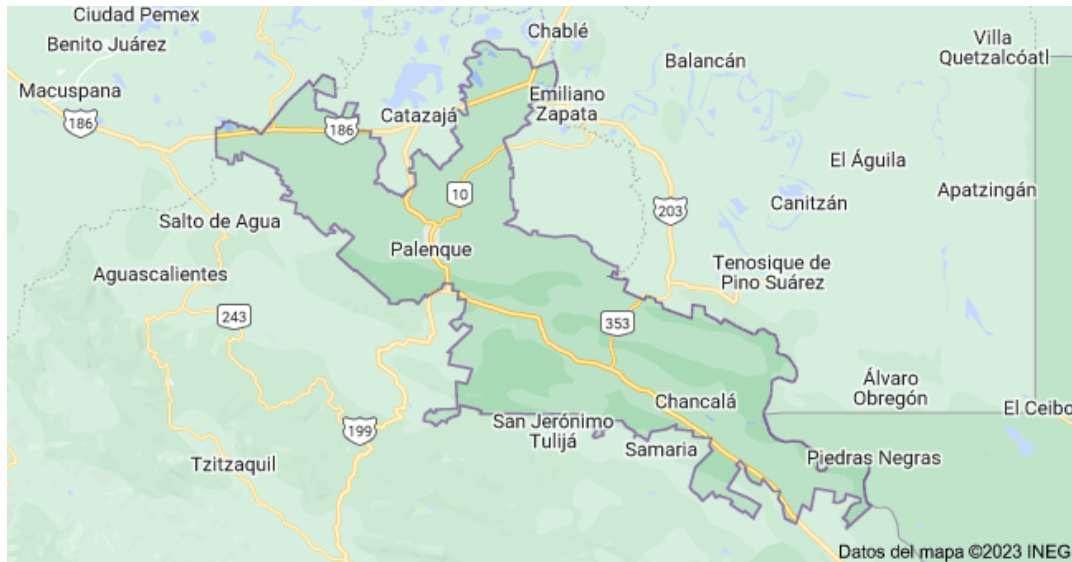 Ciudad Pemex
Benito Juárez
Chablé
Villa
Quetzalcóatl
Balancán
Macuspana
Emiliano
Zapata
Catazajá
186
186
El Águila
10
Apatzingán
Canitzán
203
Salto de Agua
Palenque
Tenosique de
Pino Suárez
Aguascalientes
243
353
Álvaro
Obregón
Chancalá
El Ceibo
San Jerónimo
Tulijá
199
Samaria
Piedras Negras
Tzitzaquil
Datos del mapa ©2023 INEG